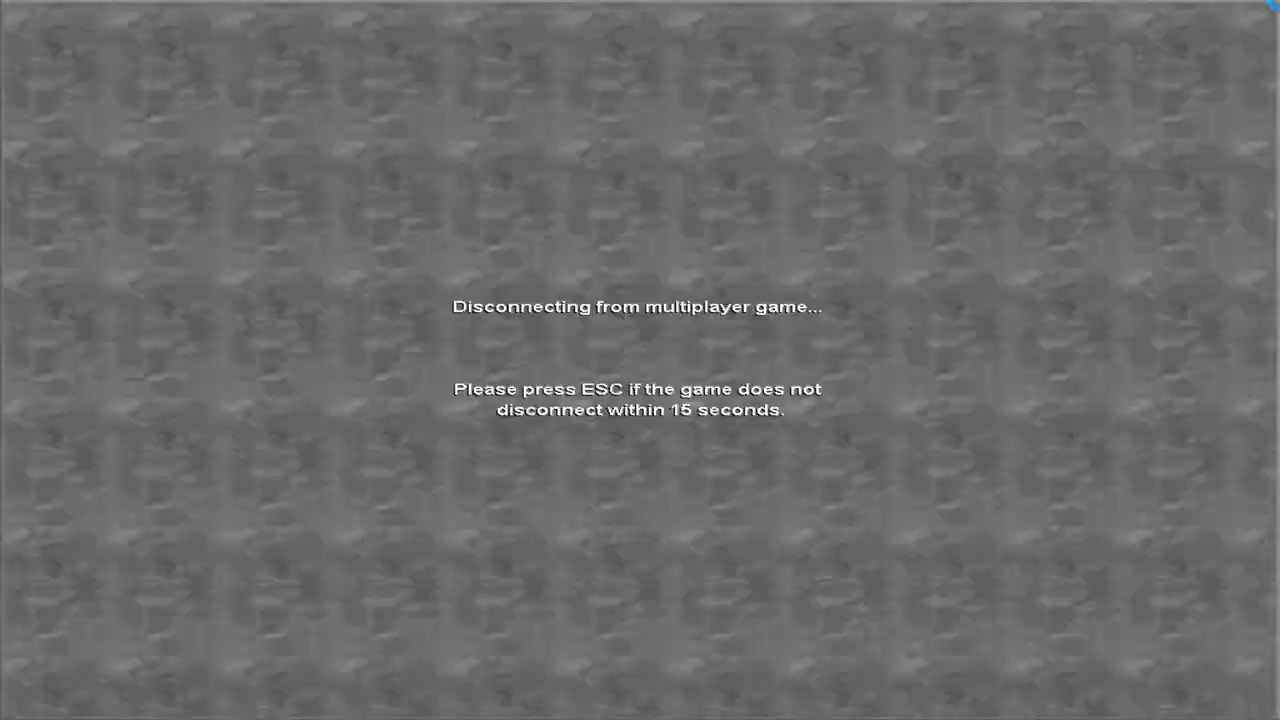 Disconnecting from multiplayer game...
Please press ESC if the game does not
disconnect within 15 seconds.